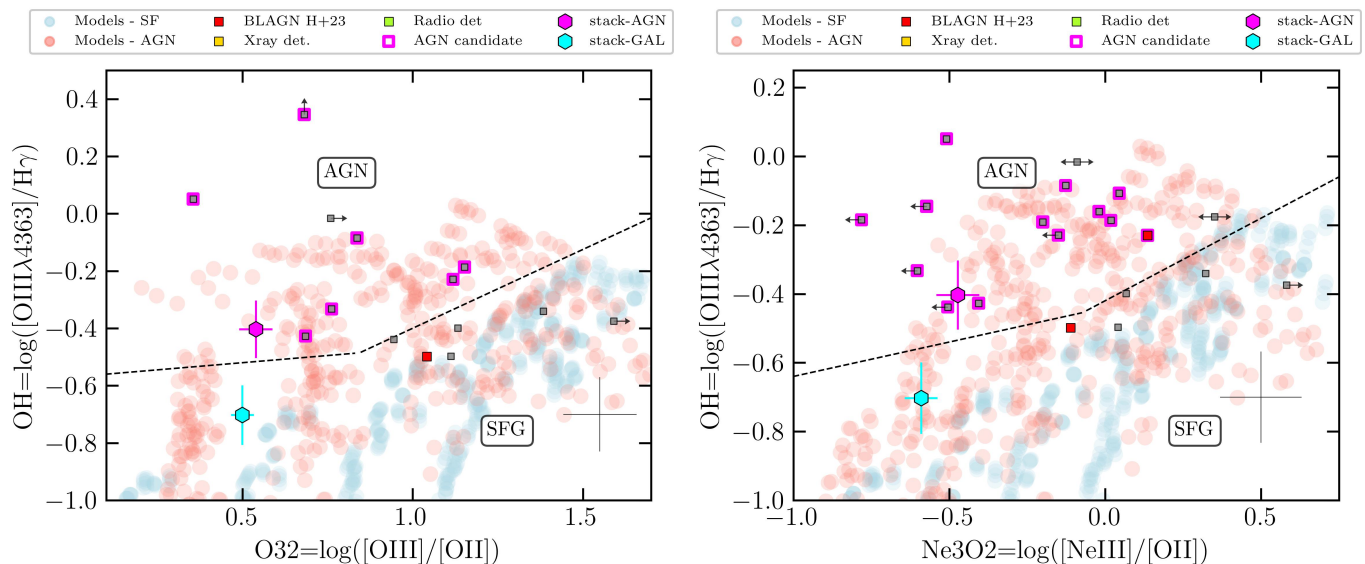 Models - SF
BLAGN H+23
Radio det
stack-AGN
Models - AGN
Xray det.
AGN candidate
stack-GAL
OH=log([OIIIλ4363]/Hγ)
0.4
0.2
0.0
−0.2
−0.4
−0.6
−0.8
−1.0
AGN
SFG
0.5
1.0
1.5
O32=log([OIII]/[OII])
Models - SF
BLAGN H+23
Radio det
stack-AGN
Models - AGN
Xray det.
AGN candidate
stack-GAL
OH=log([OIIIλ4363]/Hγ)
0.2
0.0
−0.2
−0.4
−0.6
−0.8
−1.0
AGN
SFG
−1.0
−0.5
0.0
0.5
Ne3O2=log([NeIII]/[OII])